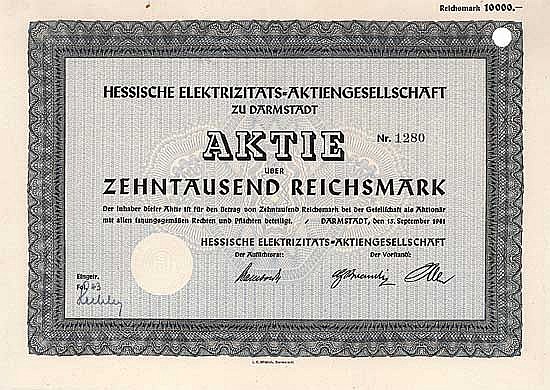 Reichsmark 10000.—
HESSISCHE ELEKTRIZITÄTS-AKTIENGESELLSCHAFT
ZU DARMSTADT
AKTIE Nr. 1280
ÜBER
ZEHNTAUSEND REICHSMARK
Der Inhaber dieser Aktie ist für den Betrag von Zehntausend Reichsmark bei der Gesellschaft als Aktionär
mit allen satzungsgemäßen Rechten und Pflichten beteiligt. DARMSTADT, den 15. September 1941
HESSISCHE ELEKTRIZITÄTS-AKTIENGESELLSCHAFT
Der Aufsichtsrat: Der Vorstand:
Eingetr.
Fol. 63